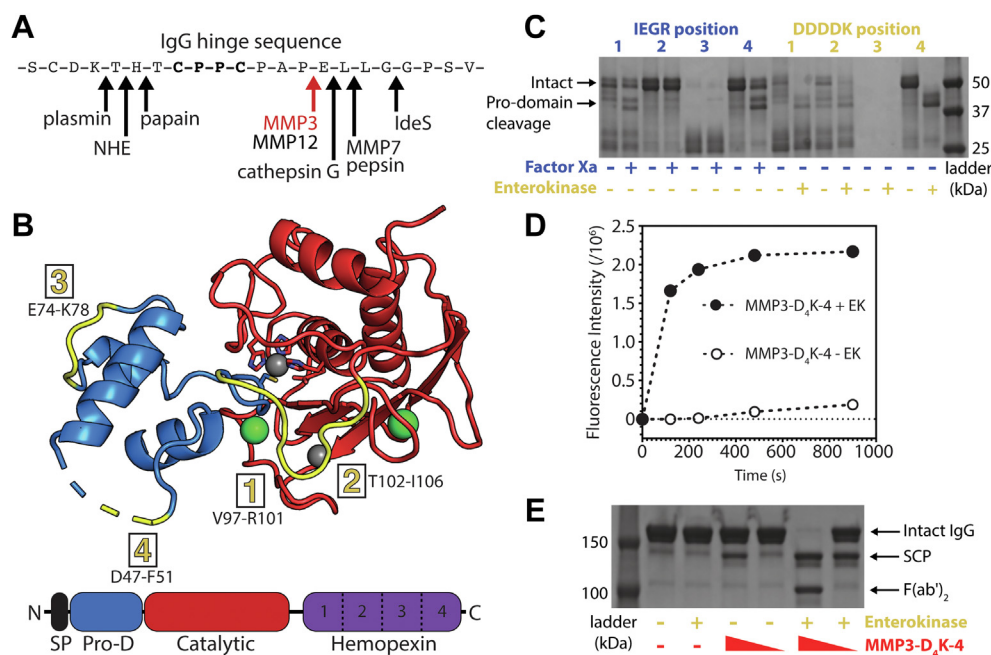 A
IgG hinge sequence
–S–C–D–K–T–H–T–C–P–P–C–P–A–P–E–L–L–G–G–P–S–V–
plasmin
NHE
papain
MMP3
MMP12
cathepsin G
MMP7
pepsin
IdeS
B
3
E74-K78
1
V97-R101
2
T102-I106
4
D47-F51
N
1 2 3 4
C
SP Pro-D Catalytic Hemopexin
C
IEGR position DDDDK position
1 2 3 4 1 2 3 4
Intact
Pro-domain
cleavage
50
37
25
Factor Xa – + – + – + – +
Enterokinase – + – + – + – +
ladder
(kDa)
D
Fluorescence Intensity (/10⁶)
2.5
2.0
1.5
1.0
0.5
0
0 200 400 600 800 1000
Time (s)
MMP3-D₄K-4 + EK
MMP3-D₄K-4 - EK
E
150
100
Intact IgG
SCP
F(ab')₂
ladder
(kDa)
– + – – + + Enterokinase
– – MMP3-D₄K-4